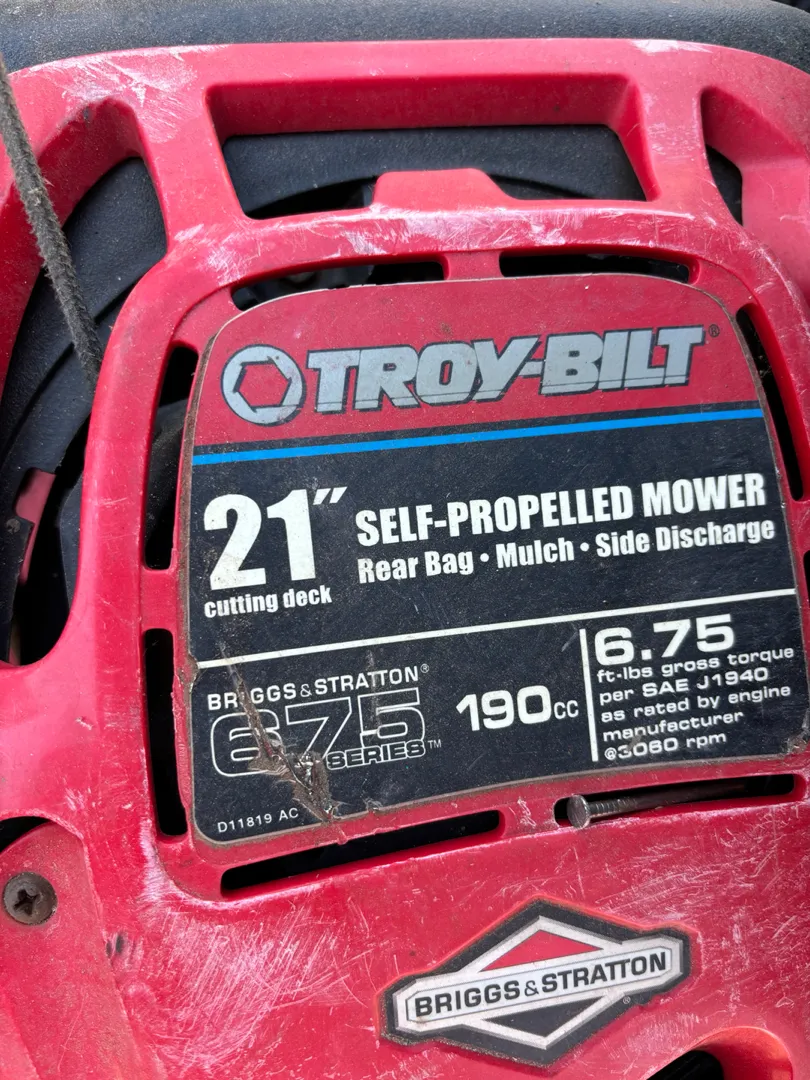 TROY-BILT®
21"
cutting deck
SELF-PROPELLED MOWER
Rear Bag • Mulch • Side Discharge
BRIGGS & STRATTON®
675
SERIES™
190cc
6.75
ft-lbs gross torque
per SAE J1940
as rated by engine
manufacturer
@3060 rpm
D11819 AC
BRIGGS & STRATTON®